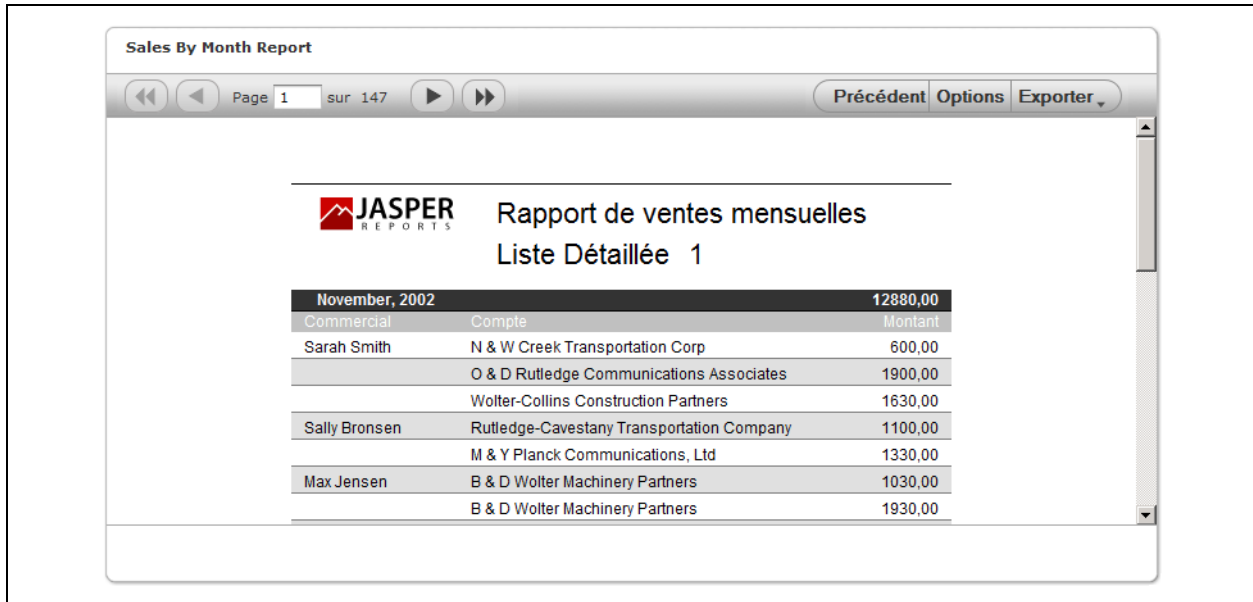 Sales By Month Report
Page 1 sur 147 Précédent Options Exporter
JASPER
REPORTS
Rapport de ventes mensuelles
Liste Détaillée 1
November, 2002 12880,00
Commercial Compte Montant
Sarah Smith N & W Creek Transportation Corp 600,00
O & D Rutledge Communications Associates 1900,00
Wolter-Collins Construction Partners 1630,00
Sally Bronsen Rutledge-Cavestany Transportation Company 1100,00
M & Y Planck Communications, Ltd 1330,00
Max Jensen B & D Wolter Machinery Partners 1030,00
B & D Wolter Machinery Partners 1930,00